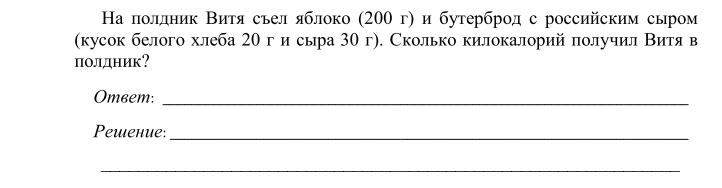 На полдник Витя съел яблоко (200 г) и бутерброд с российским сыром
(кусок белого хлеба 20 г и сыра 30 г). Сколько килокалорий получил Витя в
полдник?
Ответ:
Решение: